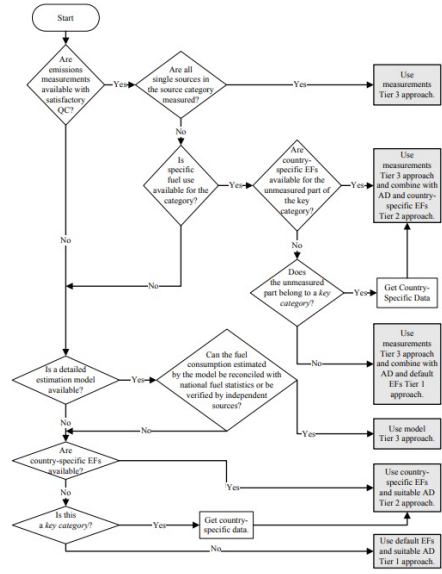 Start
Are
emissions
measurements
available with
satisfactory
QC?
Yes
Are all
single sources in
the source category
measured?
Yes
Use
measurements
Tier 3 approach.
No
Is
specific
fuel use
available for the
category?
Yes
Are
country-
specific EFs
available for the
unmeasured part of
the key
category?
Yes
Use
measurements
Tier 3 approach
and combine with
AD and country-
specific EFs
Tier 2 approach.
No
No
No
Does
the unmeasured
part belong to a key
category?
Yes
Get Country-
Specific Data
No
Use
measurements
Tier 3 approach
and combine with
AD and default
EFs Tier 1
approach.
Is a detailed
estimation model
available?
Yes
Can the fuel
consumption estimated
by the model be reconciled with
national fuel statistics or be
verified by independent
sources?
Yes
Use model
Tier 3 approach.
No
No
Are
country-specific EFs
available?
Yes
Use country-
specific EFs
and suitable AD
Tier 2 approach.
No
Is this
a key category?
Yes
Get country-
specific data.
No
Use default EFs
and suitable AD
Tier 1 approach.